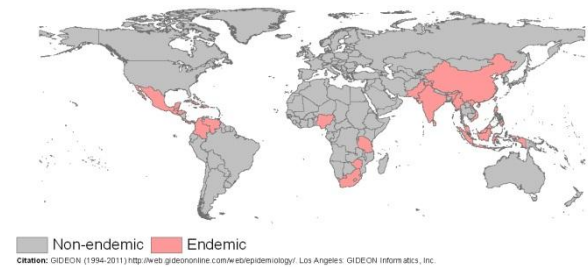 Non-endemic Endemic
Citation: GIDEON (1994-2011) http://web.gideononline.com/web/epidemiology/. Los Angeles: GIDEON Informatics, Inc.